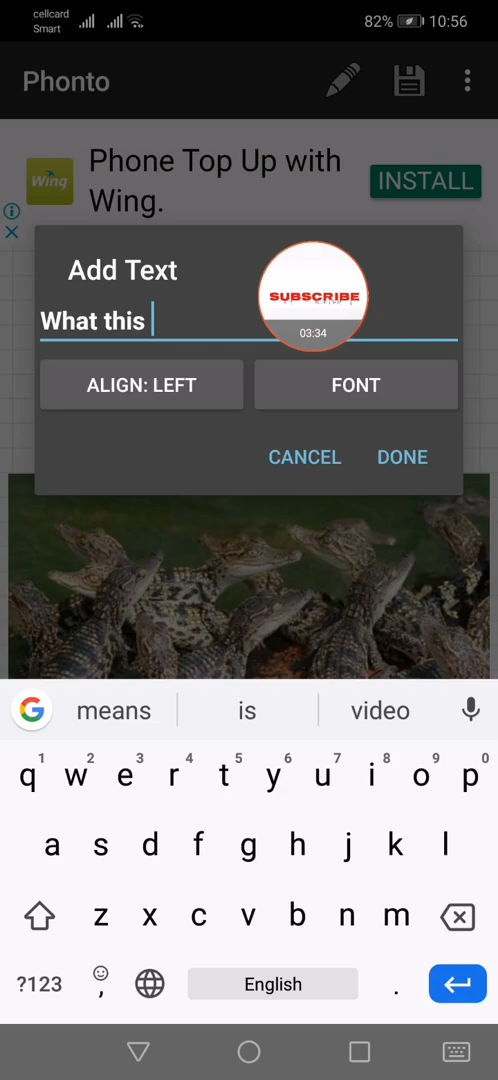 cellcard
Smart
82% 10:56
Phonto
Wing
Phone Top Up with
Wing.
INSTALL
Add Text
SUBSCRIBE
What this
03:34
ALIGN: LEFT FONT
CANCEL DONE
means is video
1 2 3 4 5 6 7 8 9 0
q w e r t y u i o p
a s d f g h j k l
z x c v b n m
?123 , English .